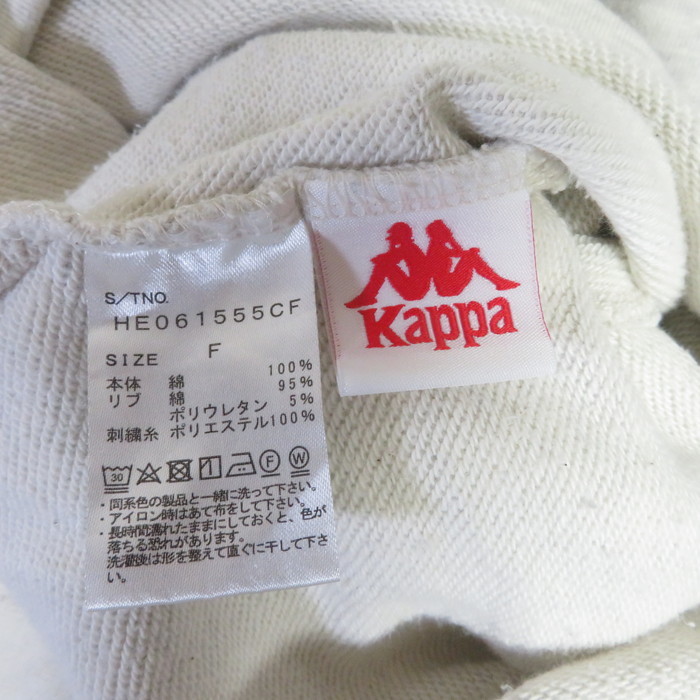 S/TNO.
HE061555CF
SIZE F
100%
本体 綿
95%
リブ 綿
5%
ポリウレタン
刺繍糸 ポリエステル100%
30
F
W
・同系色の製品と一緒に洗って下さい。
・アイロン時はあて布をして下さい。
・長時間濡れたままにしておくと、色が
落ちる恐れがあります。
洗濯後は形を整えて直ぐに干して下さ
い。
Kappa